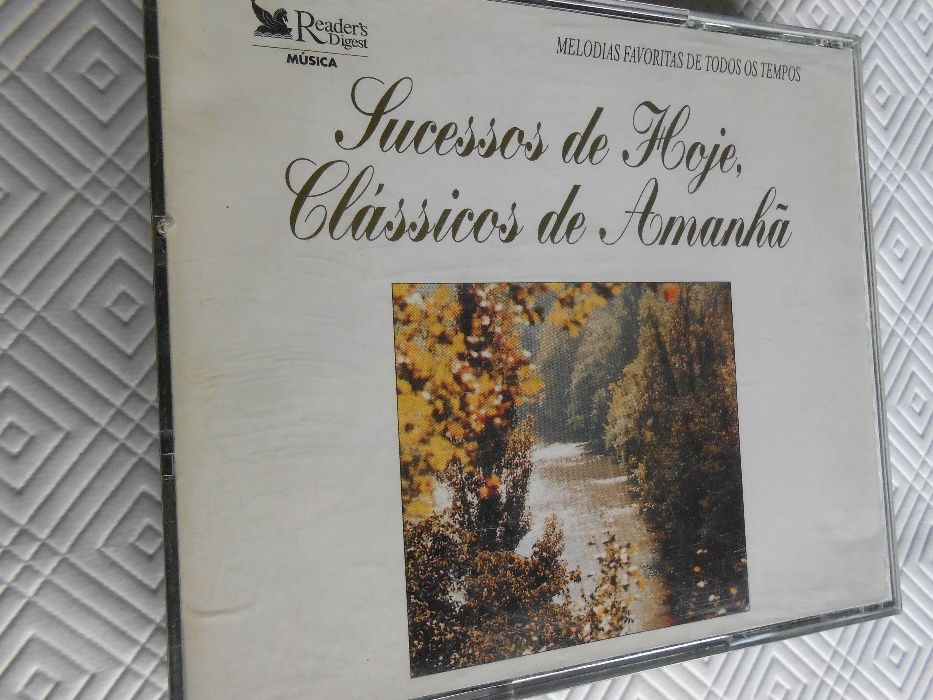 Reader's
Digest
MÚSICA
MELODIAS FAVORITAS DE TODOS OS TEMPOS
Sucessos de Hoje,
Clássicos de Amanhã